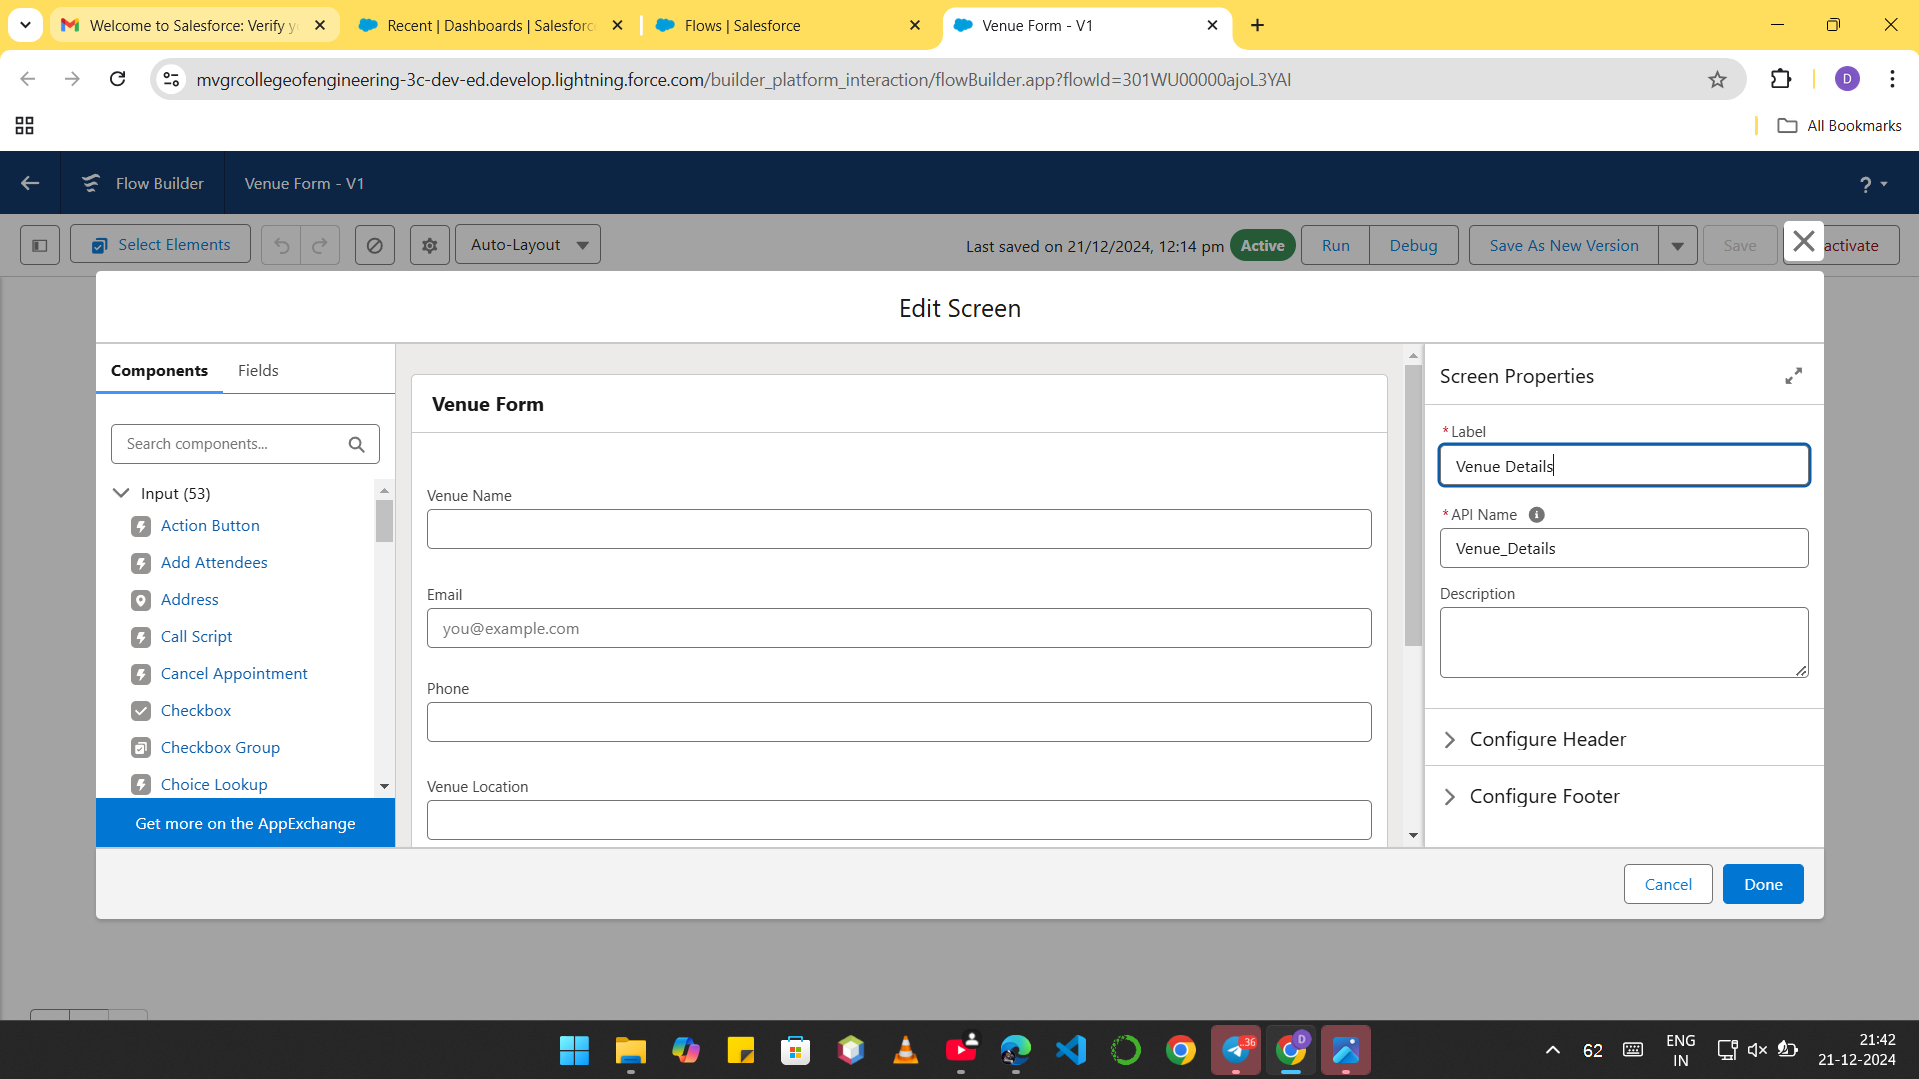 Welcome to Salesforce: Verify y
Recent | Dashboards | Salesforce
Flows | Salesforce
Venue Form - V1
mvgrcollegeofengineering-3c-dev-ed.develop.lightning.force.com/builder_platform_interaction/flowBuilder.app?flowId=301WU00000ajoL3YAI
D
All Bookmarks
Flow Builder
Venue Form - V1
?
Select Elements
Auto-Layout
Last saved on 21/12/2024, 12:14 pm
Active
Run
Debug
Save As New Version
Save
activate
Edit Screen
Components
Fields
Search components...
Input (53)
Action Button
Add Attendees
Address
Call Script
Cancel Appointment
Checkbox
Checkbox Group
Choice Lookup
Get more on the AppExchange
Venue Form
Venue Name
Email
you@example.com
Phone
Venue Location
Screen Properties
*Label
Venue Details
*API Name
Venue_Details
Description
Configure Header
Configure Footer
Cancel
Done
..36
D
62
ENG
IN
21:42
21-12-2024